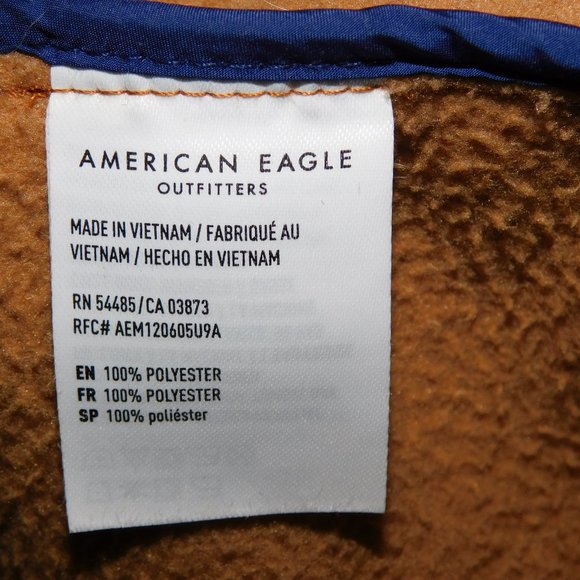 AMERICAN EAGLE
OUTFITTERS
MADE IN VIETNAM / FABRIQUÉ AU
VIETNAM / HECHO EN VIETNAM
RN 54485/CA 03873
RFC# AEM120605U9A
EN 100% POLYESTER
FR 100% POLYESTER
SP 100% poliéster